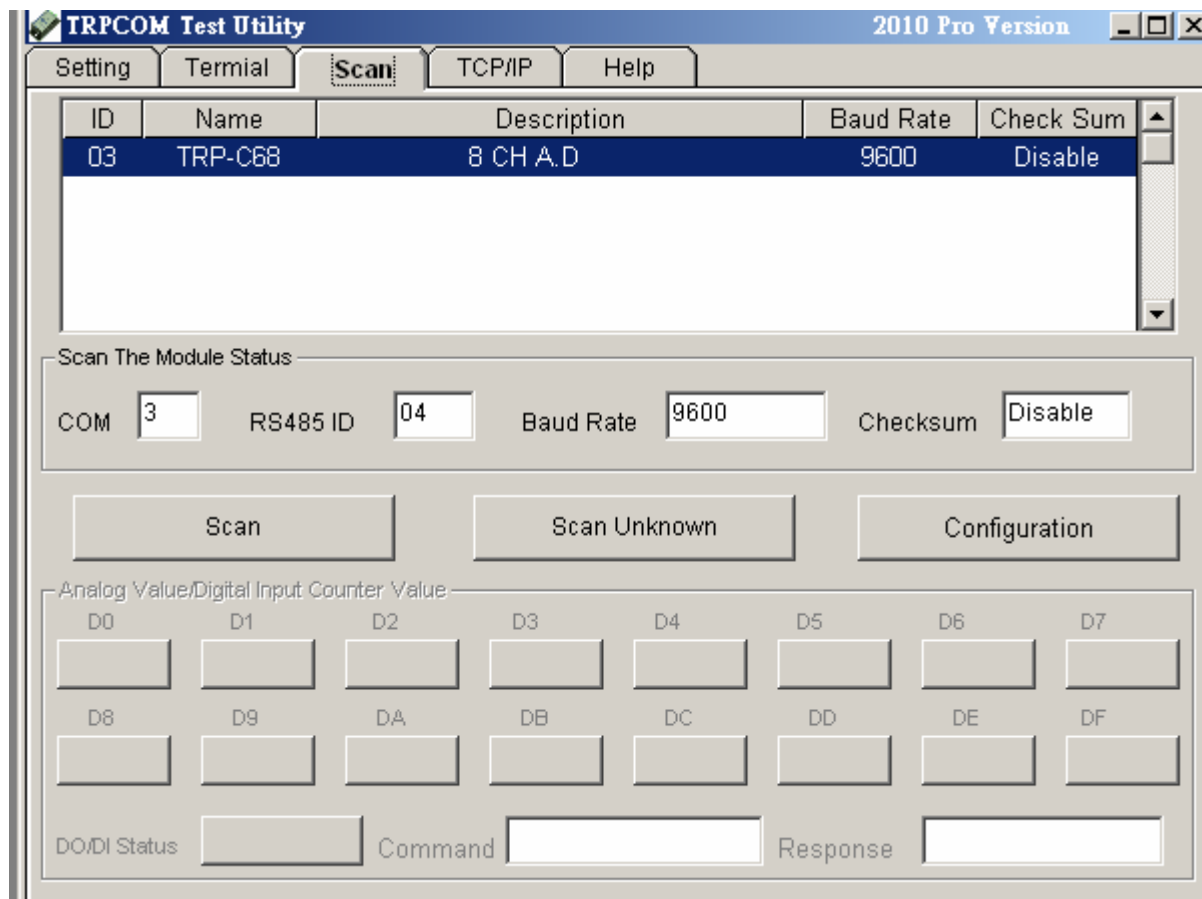 TRPCOM Test Utility 2010 Pro Version
Setting Termial Scan TCP/IP Help
ID Name Description Baud Rate Check Sum
03 TRP-C68 8 CH A.D 9600 Disable
Scan The Module Status
COM 3 RS485 ID 04 Baud Rate 9600 Checksum Disable
Scan Scan Unknown Configuration
Analog Value/Digital Input Counter Value
D0 D1 D2 D3 D4 D5 D6 D7
D8 D9 DA DB DC DD DE DF
DO/DI Status Command Response